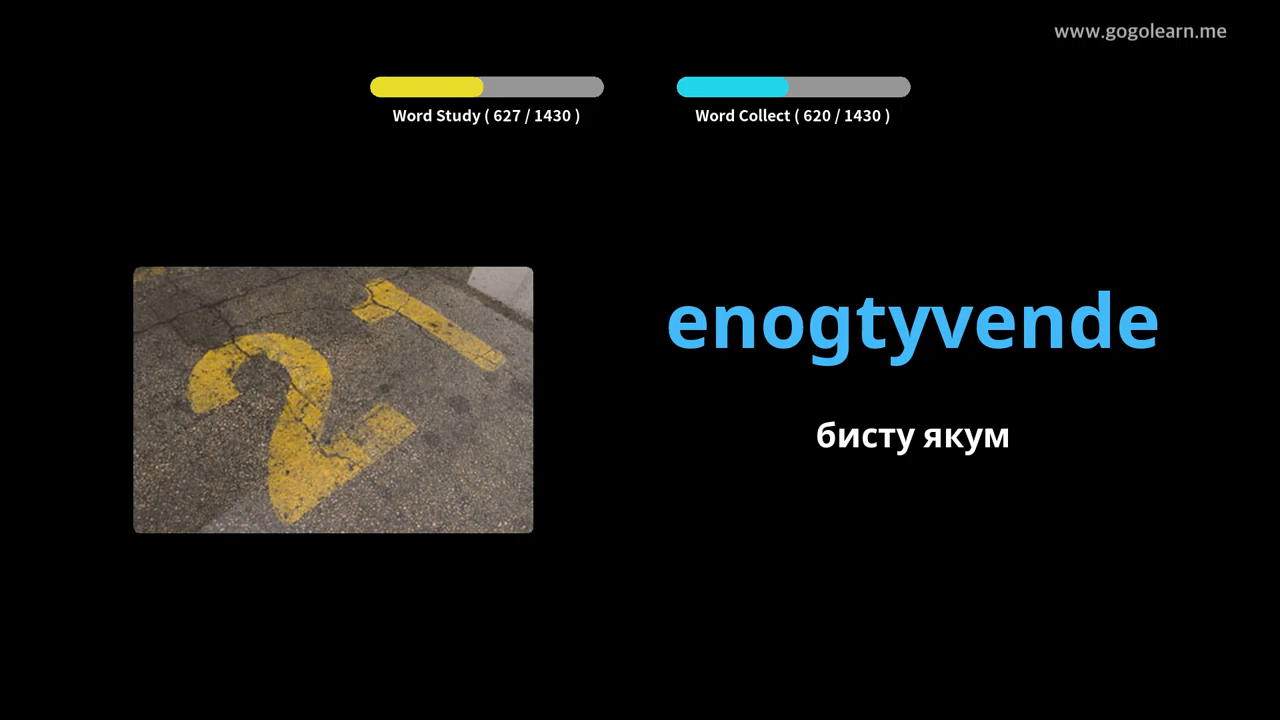 www.gogolearn.me
Word Study ( 627 / 1430 )
Word Collect ( 620 / 1430 )
21
enogtyvende
бисту якум